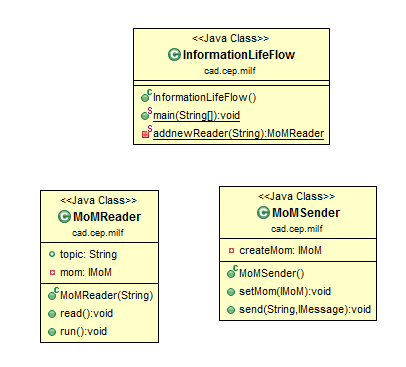 <<Java Class>>
InformationLifeFlow
cad.cep.milf
InformationLifeFlow()
main(String[]):void
addnewReader(String):MoMReader
<<Java Class>>
MoMReader
cad.cep.milf
topic: String
mom: IMoM
MoMReader(String)
read():void
run():void
<<Java Class>>
MoMSender
cad.cep.milf
createMom: IMoM
MoMSender()
setMom(IMoM):void
send(String,IMessage):void